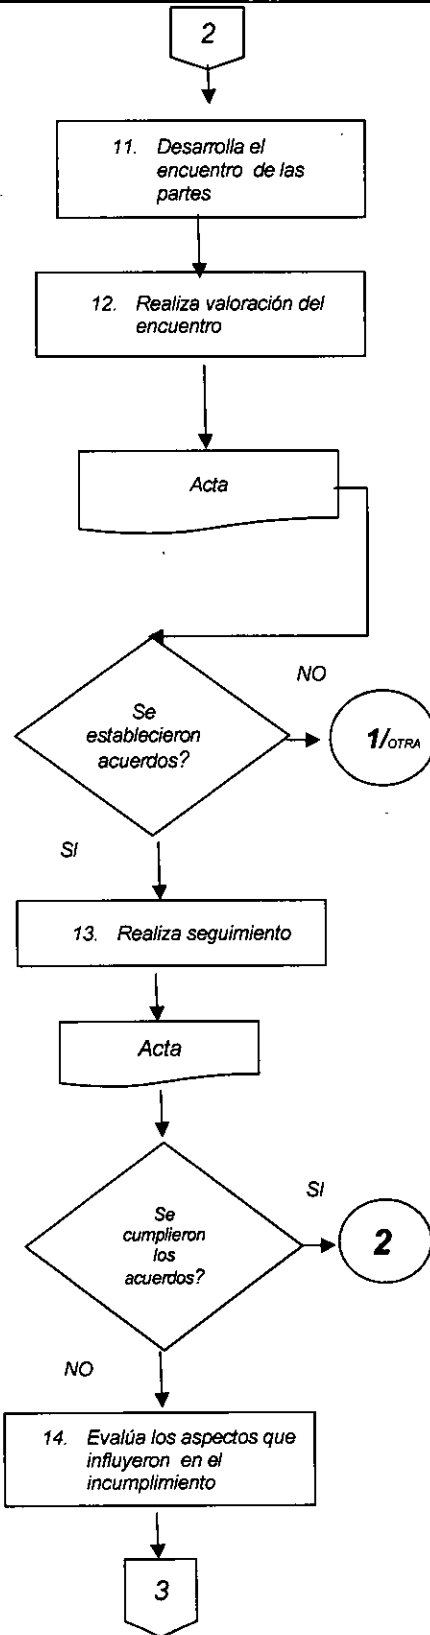 2
11. Desarrolla el
encuentro de las
partes
12. Realiza valoración del
encuentro
Acta
NO
Se
establecieron
acuerdos?
1/OTRA
SI
13. Realiza seguimiento
Acta
SI
Se
cumplieron
los
acuerdos?
2
NO
14. Evalúa los aspectos que
influyeron en el
incumplimiento
3